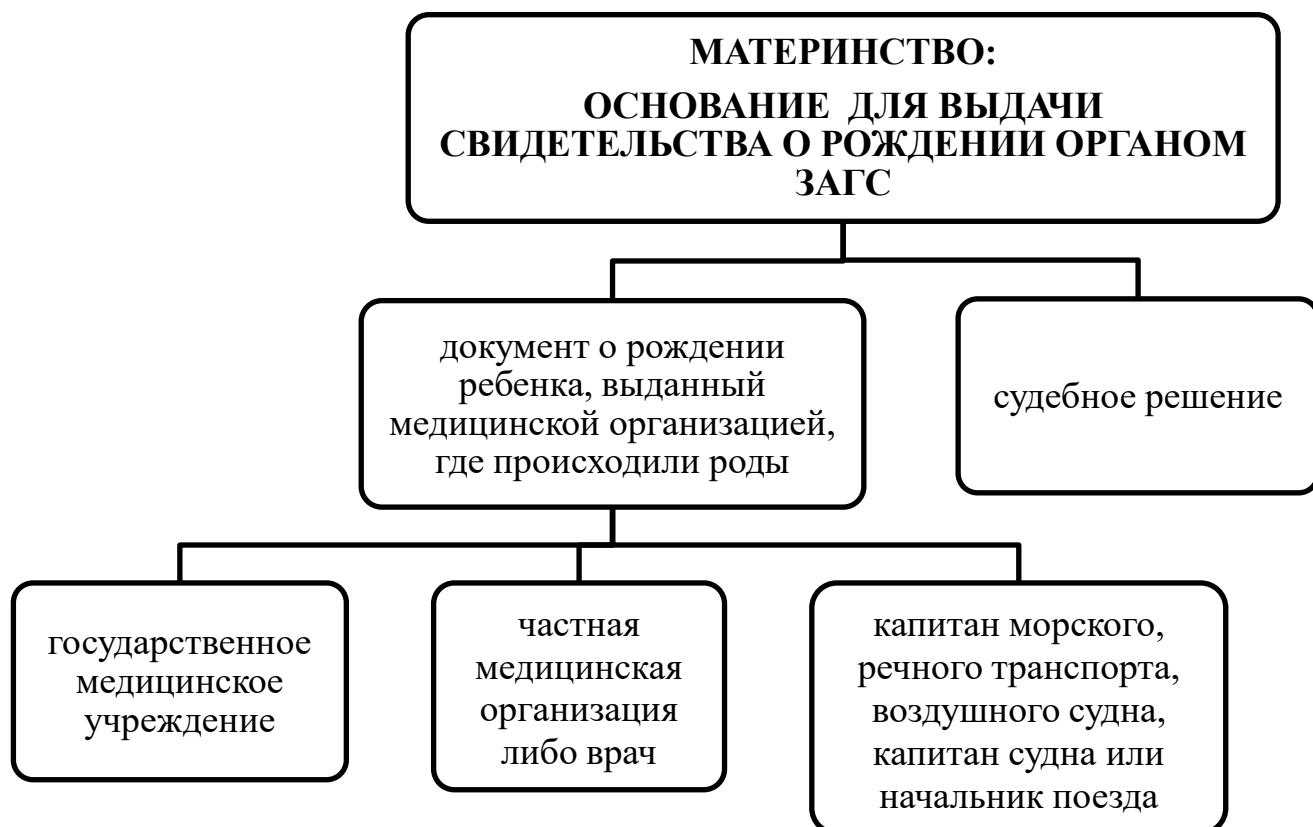 МАТЕРИНСТВО:
ОСНОВАНИЕ ДЛЯ ВЫДАЧИ
СВИДЕТЕЛЬСТВА О РОЖДЕНИИ ОРГАНОМ
ЗАГС
документ о рождении
ребенка, выданный
медицинской организацией,
где происходили роды
судебное решение
государственное
медицинское
учреждение
частная
медицинская
организация
либо врач
капитан морского,
речного транспорта,
воздушного судна,
капитан судна или
начальник поезда